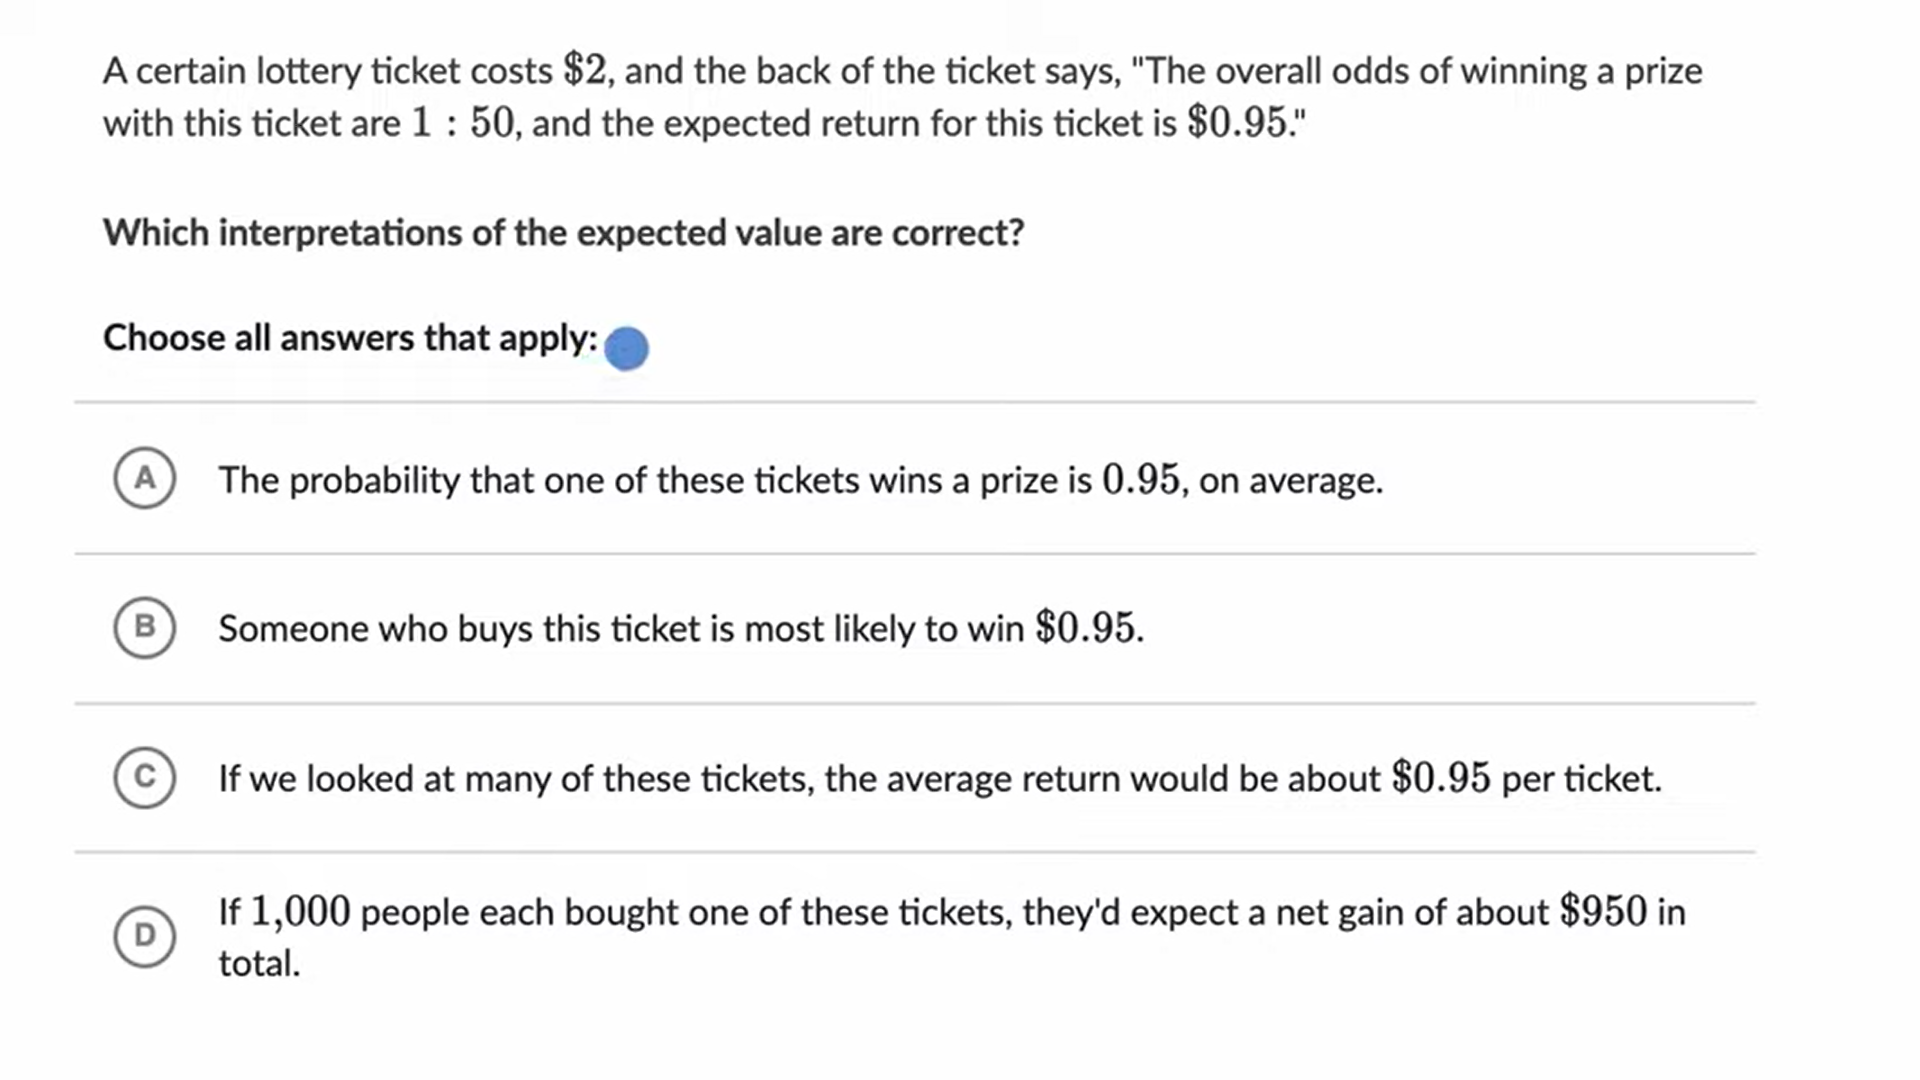 A certain lottery ticket costs $2, and the back of the ticket says, "The overall odds of winning a prize
with this ticket are 1 : 50, and the expected return for this ticket is $0.95."
Which interpretations of the expected value are correct?
Choose all answers that apply:
A The probability that one of these tickets wins a prize is 0.95, on average.
B Someone who buys this ticket is most likely to win $0.95.
C If we looked at many of these tickets, the average return would be about $0.95 per ticket.
D If 1,000 people each bought one of these tickets, they'd expect a net gain of about $950 in
total.